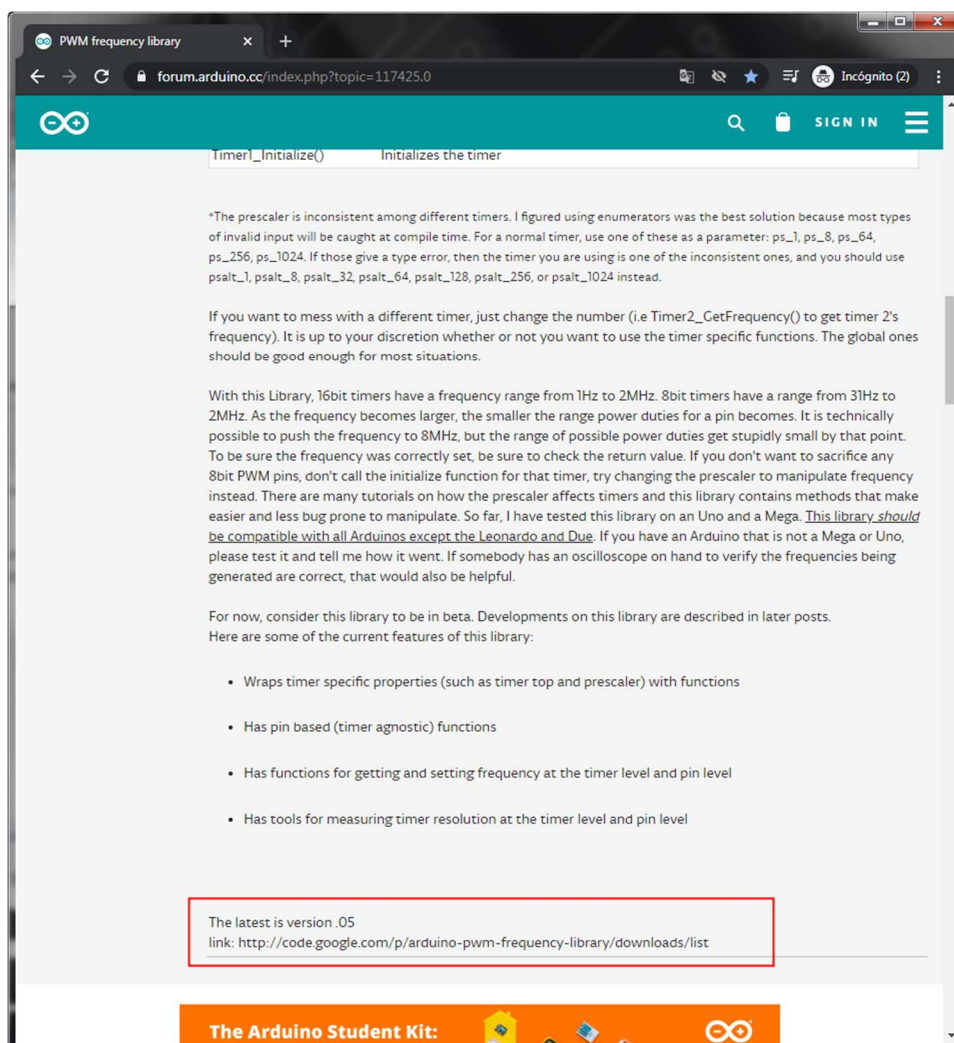 PWM frequency library
forum.arduino.cc/index.php?topic=117425.0
Incógnito (2)
SIGN IN
Timer1_Initialize() Initializes the timer
*The prescaler is inconsistent among different timers. I figured using enumerators was the best solution because most types
of invalid input will be caught at compile time. For a normal timer, use one of these as a parameter: ps_1, ps_8, ps_64,
ps_256, ps_1024. If those give a type error, then the timer you are using is one of the inconsistent ones, and you should use
psalt_1, psalt_8, psalt_32, psalt_64, psalt_128, psalt_256, or psalt_1024 instead.
If you want to mess with a different timer, just change the number (i.e Timer2_GetFrequency() to get timer 2's
frequency). It is up to your discretion whether or not you want to use the timer specific functions. The global ones
should be good enough for most situations.
With this Library, 16bit timers have a frequency range from 1Hz to 2MHz. 8bit timers have a range from 31Hz to
2MHz. As the frequency becomes larger, the smaller the range power duties for a pin becomes. It is technically
possible to push the frequency to 8MHz, but the range of possible power duties get stupidly small by that point.
To be sure the frequency was correctly set, be sure to check the return value. If you don't want to sacrifice any
8bit PWM pins, don't call the initialize function for that timer, try changing the prescaler to manipulate frequency
instead. There are many tutorials on how the prescaler affects timers and this library contains methods that make
easier and less bug prone to manipulate. So far, I have tested this library on an Uno and a Mega. This library should
be compatible with all Arduinos except the Leonardo and Due. If you have an Arduino that is not a Mega or Uno,
please test it and tell me how it went. If somebody has an oscilloscope on hand to verify the frequencies being
generated are correct, that would also be helpful.
For now, consider this library to be in beta. Developments on this library are described in later posts.
Here are some of the current features of this library:
• Wraps timer specific properties (such as timer top and prescaler) with functions
• Has pin based (timer agnostic) functions
• Has functions for getting and setting frequency at the timer level and pin level
• Has tools for measuring timer resolution at the timer level and pin level
The latest is version .05
link: http://code.google.com/p/arduino-pwm-frequency-library/downloads/list
The Arduino Student Kit: